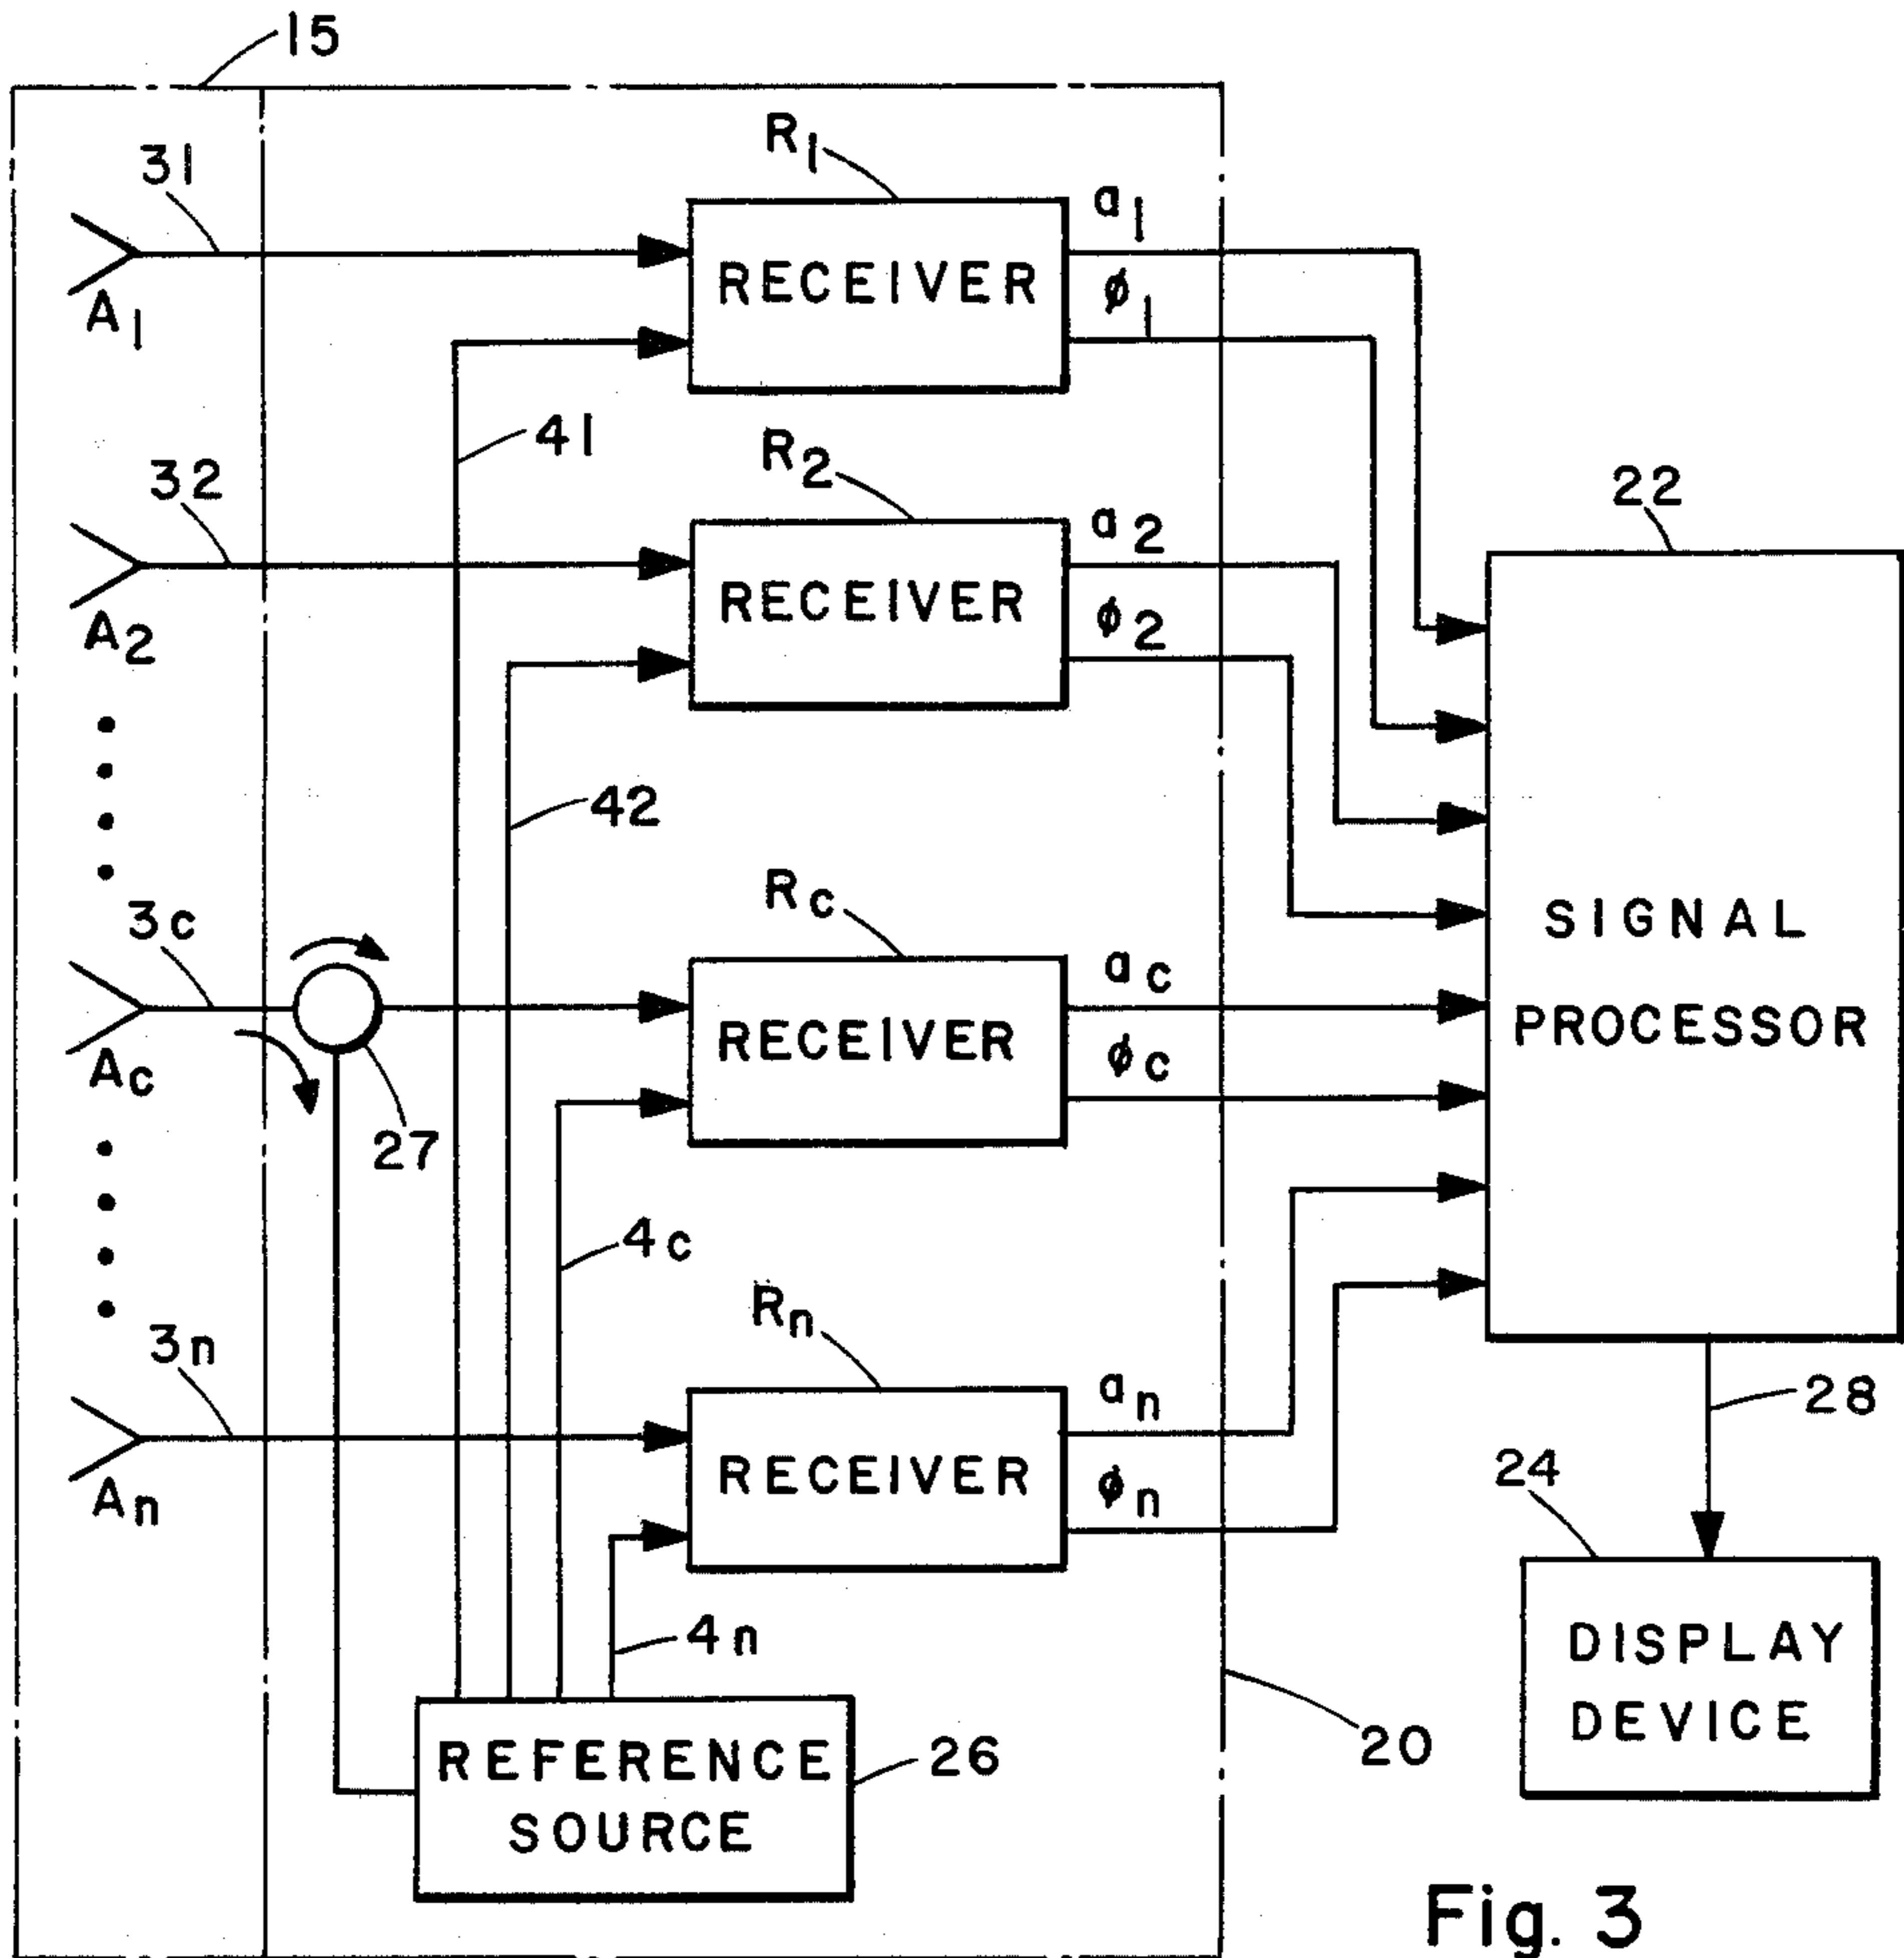 15
31
R1
a1
RECEIVER
ϕ1
A1
41
32
R2
a2
22
RECEIVER
ϕ2
A2
42
3c
Rc
ac
SIGNAL
PROCESSOR
RECEIVER
ϕc
Ac
27
4c
3n
Rn
an
28
RECEIVER
ϕn
24
An
4n
DISPLAY
DEVICE
20
REFERENCE
SOURCE
26
Fig. 3